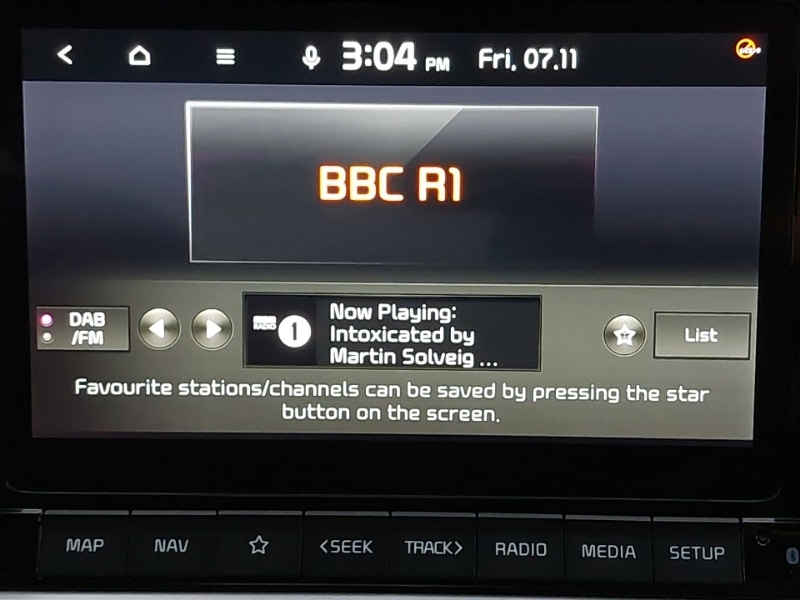 3:04 PM Fri, 07.11
BBC R1
DAB
/FM
RADIO 1
Now Playing:
Intoxicated by
Martin Solveig ...
List
Favourite stations/channels can be saved by pressing the star
button on the screen.
MAP NAV <SEEK TRACK> RADIO MEDIA SETUP